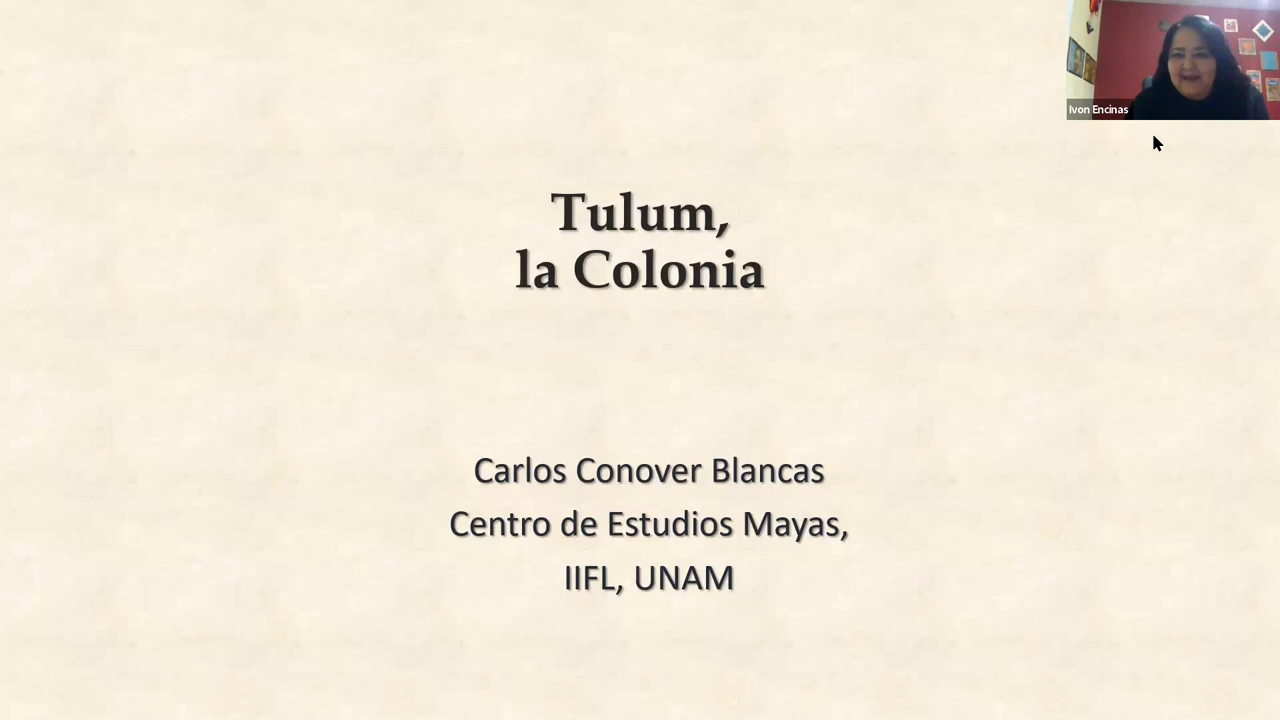 Ivon Encinas
Tulum,
la Colonia
Carlos Conover Blancas
Centro de Estudios Mayas,
IIFL, UNAM